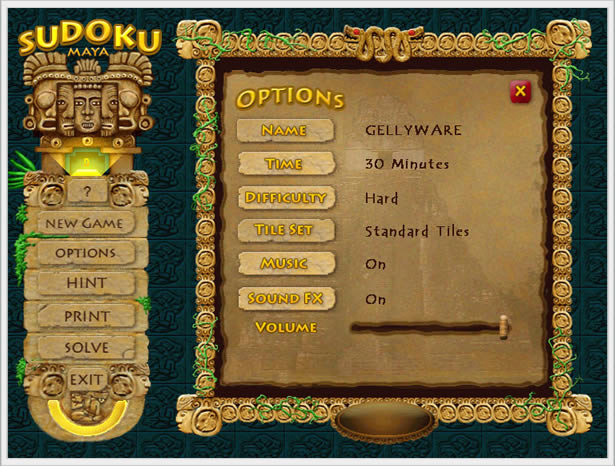 SUDOKU
MAYA
?
NEW GAME
OPTIONS
HINT
PRINT
SOLVE
EXIT
OPTIONS
X
NAME GELLYWARE
TIME 30 Minutes
DIFFICULTY Hard
TILE SET Standard Tiles
MUSIC On
SOUND FX On
VOLUME